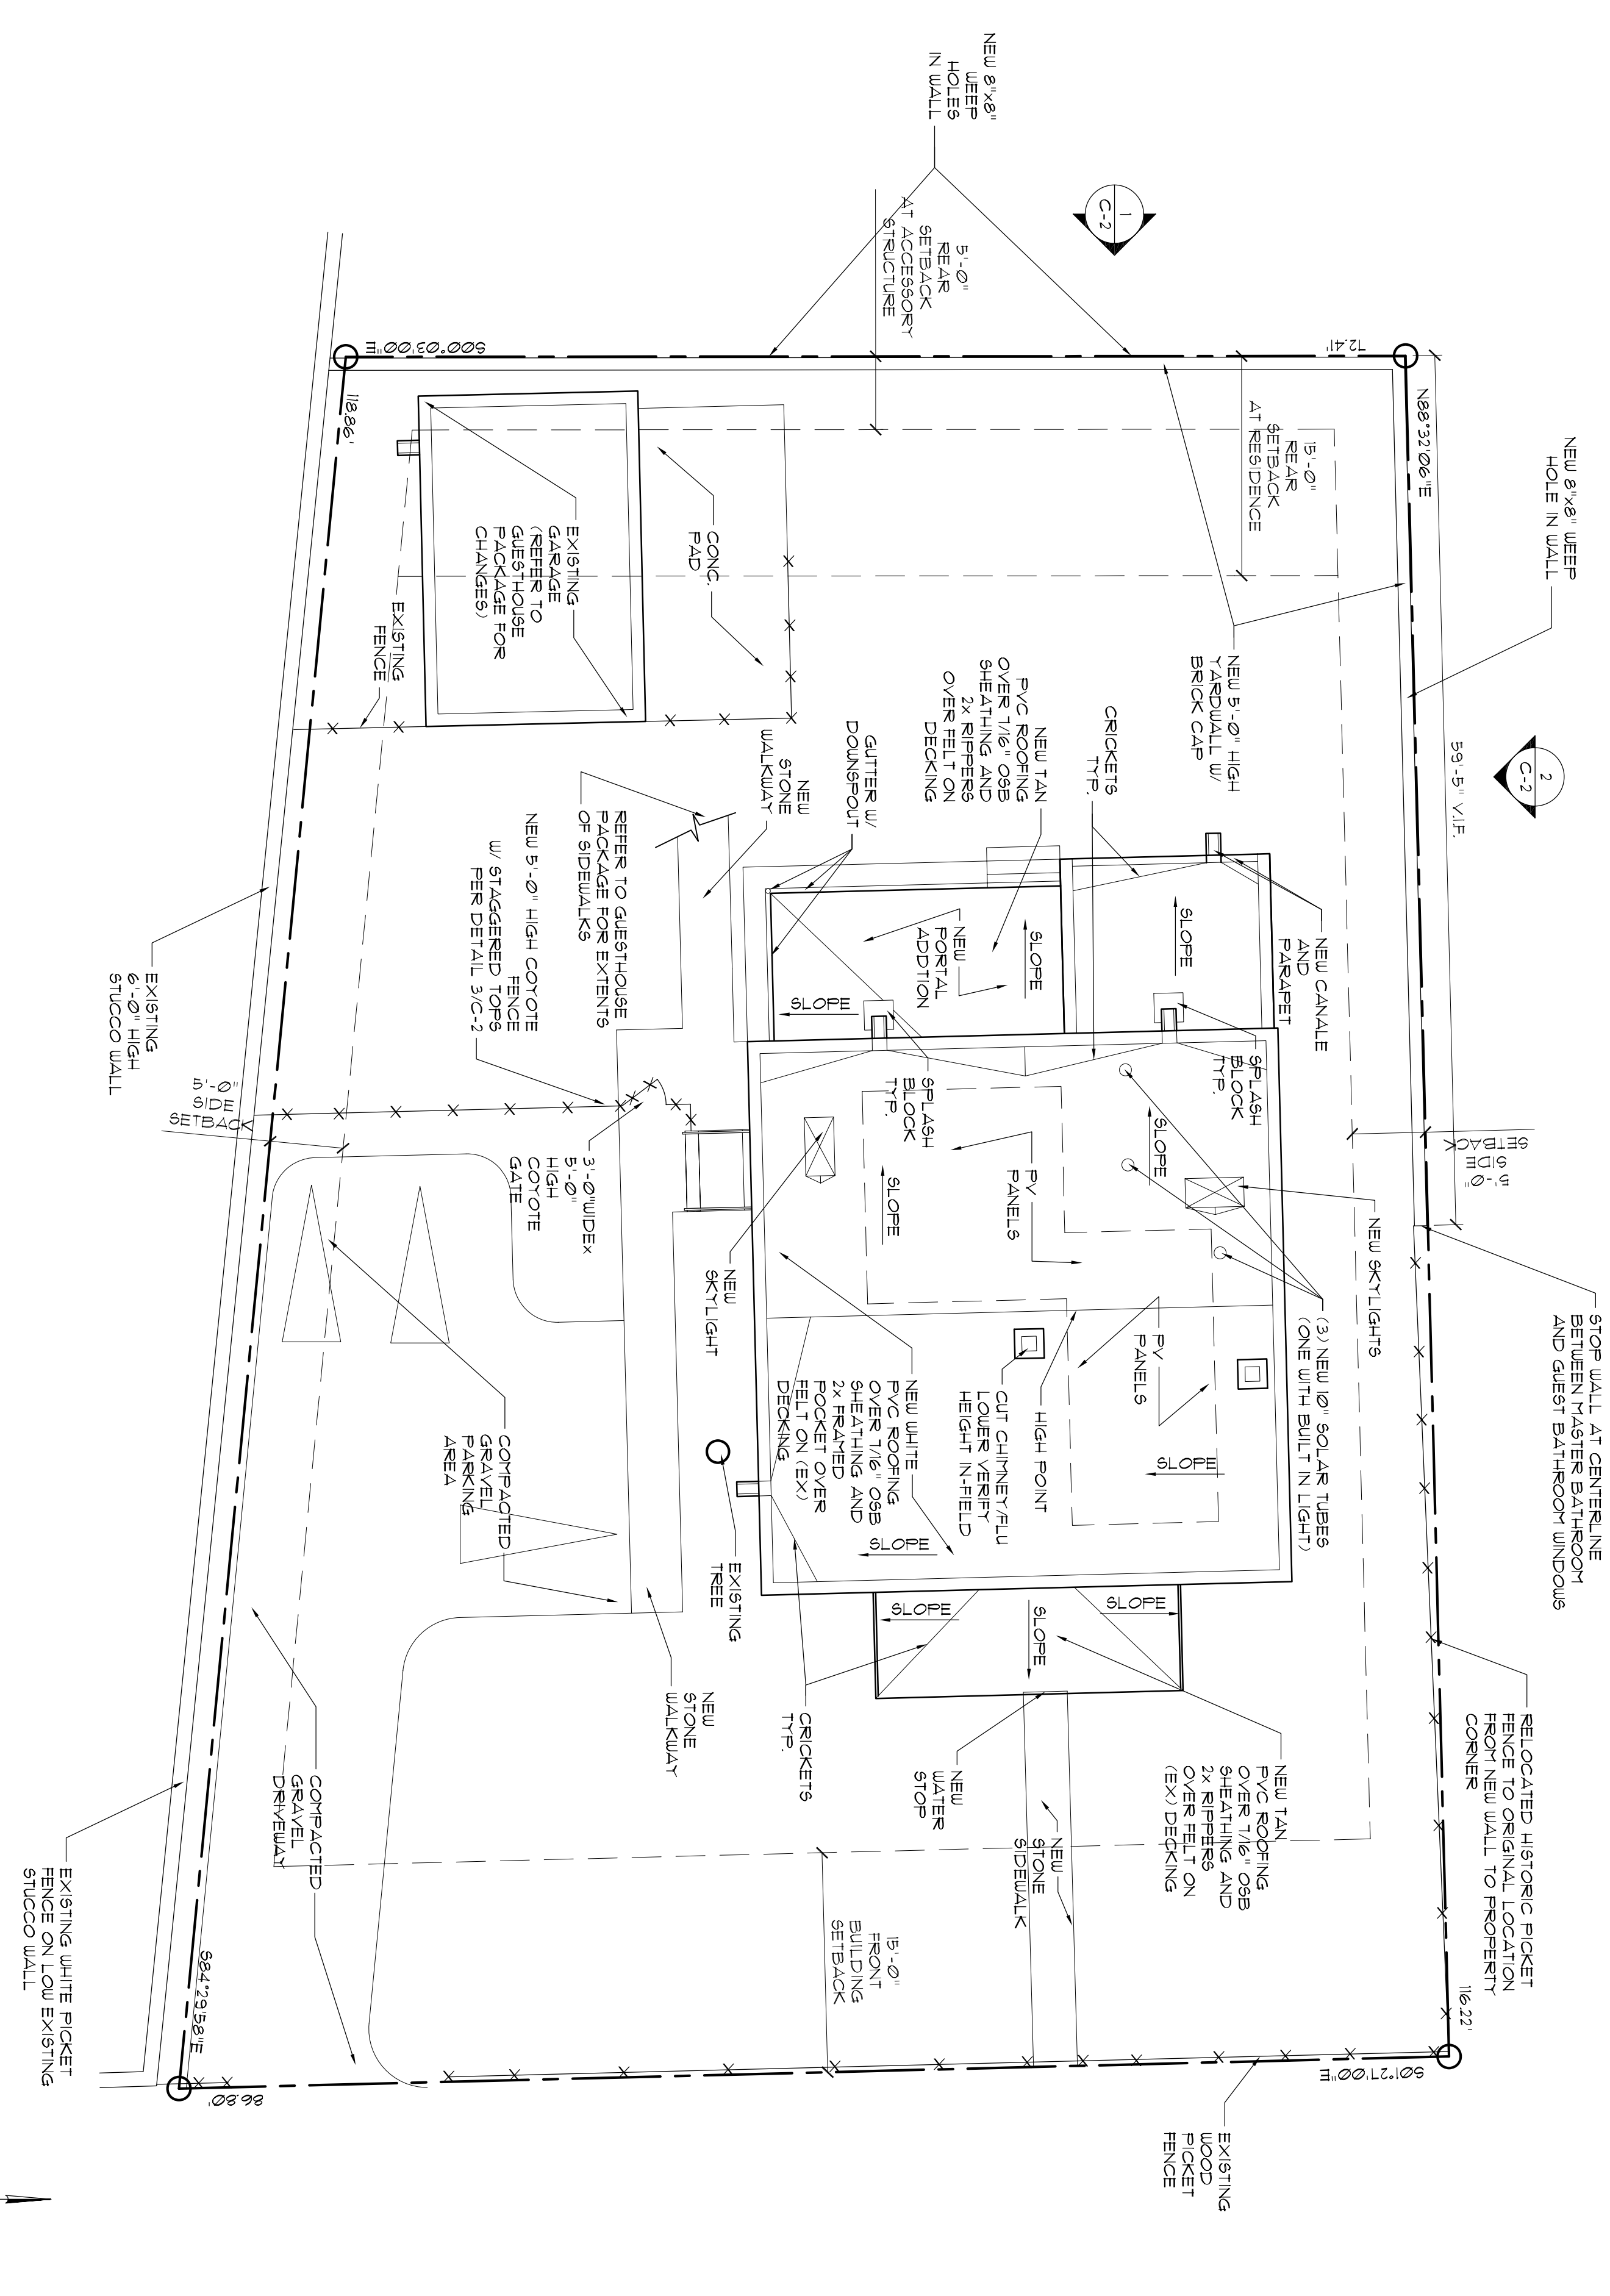 NEW 8"x8"
WEEP
HOLES
IN WALL
1
C-2
5'-0"
REAR
SETBACK
AT ACCESSORY
STRUCTURE
S00°03'00"E
72.41'
N88°32'06"E
118.86'
15'-0"
REAR
SETBACK
AT RESIDENCE
NEW 8"x8" WEEP
HOLE IN WALL
59'-5" V.I.F.
2
C-2
EXISTING
GARAGE
(REFER TO
GUESTHOUSE
PACKAGE FOR
CHANGES)
CONC.
PAD
EXISTING
FENCE
NEW 5'-0" HIGH
YARDWALL W/
BRICK CAP
CRICKETS
TYP.
NEW TAN
PVC ROOFING
OVER 7/16" OSB
SHEATHING AND
2x RIPPERS
OVER FELT ON
DECKING
GUTTER W/
DOWNSPOUT
NEW
STONE
WALKWAY
REFER TO GUESTHOUSE
PACKAGE FOR EXTENTS
OF SIDEWALKS
NEW 5'-0" HIGH COYOTE
FENCE
W/ STAGGERED TOPS
PER DETAIL 3/C-2
EXISTING
6'-0" HIGH
STUCCO WALL
5'-0"
SIDE
SETBACK
NEW CANALE
AND
PARAPET
SLOPE
SLOPE
NEW
PORTAL
ADDTION
SLOPE
SPLASH
BLOCK
TYP.
SPLASH
BLOCK
TYP.
5'-0"
SIDE
SETBACK
3'-0"WIDEx
5'-0"
HIGH
COYOTE
GATE
PV
PANELS
SLOPE
SLOPE
NEW SKYLIGHTS
NEW
SKYLIGHT
STOP WALL AT CENTERLINE
BETWEEN MASTER BATHROOM
AND GUEST BATHROOM WINDOWS
(3) NEW 10" SOLAR TUBES
(ONE WITH BUILT IN LIGHT)
PV
PANELS
HIGH POINT
CUT CHIMNEY/FLU
LOWER VERIFY
HEIGHT IN-FIELD
NEW WHITE
PVC ROOFING
OVER 7/16" OSB
SHEATHING AND
2x FRAMED
POCKET OVER
FELT ON (EX)
DECKING
SLOPE
SLOPE
COMPACTED
GRAVEL
PARKING
AREA
EXISTING
TREE
SLOPE
SLOPE
SLOPE
NEW
STONE
WALKWAY
CRICKETS
TYP.
NEW
WATER
STOP
NEW TAN
PVC ROOFING
OVER 7/16" OSB
SHEATHING AND
2x RIPPERS
OVER FELT ON
(EX) DECKING
RELOCATED HISTORIC PICKET
FENCE TO ORIGINAL LOCATION
FROM NEW WALL TO PROPERTY
CORNER
COMPACTED
GRAVEL
DRIVEWAY
NEW
STONE
SIDEWALK
15'-0"
FRONT
BUILDING
SETBACK
EXISTING WHITE PICKET
FENCE ON LOW EXISTING
STUCCO WALL
S84°29'58"E
116.22'
86.80'
S01°27'00"E
EXISTING
WOOD
PICKET
FENCE